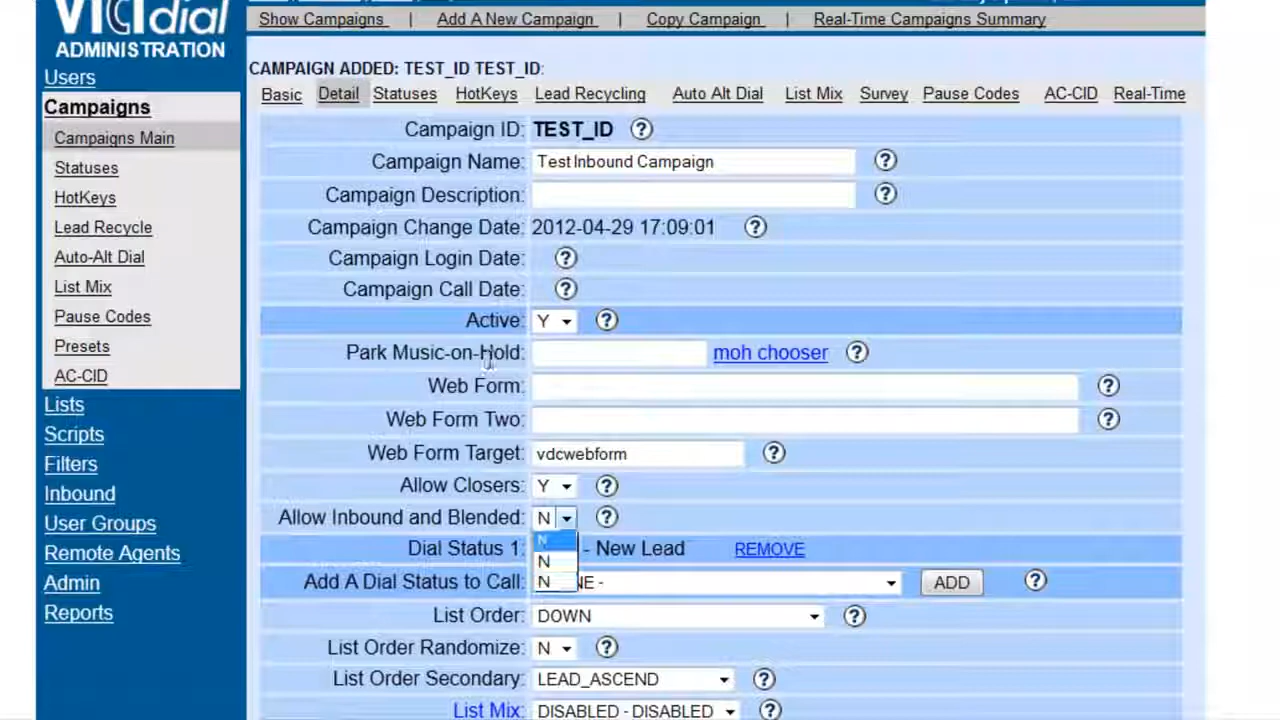 VICIdial
ADMINISTRATION
Show Campaigns | Add A New Campaign | Copy Campaign | Real-Time Campaigns Summary
Users
Campaigns
Campaigns Main
Statuses
HotKeys
Lead Recycle
Auto-Alt Dial
List Mix
Pause Codes
Presets
AC-CID
Lists
Scripts
Filters
Inbound
User Groups
Remote Agents
Admin
Reports
CAMPAIGN ADDED: TEST_ID TEST_ID:
Basic Detail Statuses HotKeys Lead Recycling Auto Alt Dial List Mix Survey Pause Codes AC-CID Real-Time
Campaign ID: TEST_ID ?
Campaign Name: Test Inbound Campaign ?
Campaign Description: ?
Campaign Change Date: 2012-04-29 17:09:01 ?
Campaign Login Date: ?
Campaign Call Date: ?
Active: Y ?
Park Music-on-Hold: moh chooser ?
Web Form: ?
Web Form Two: ?
Web Form Target: vdcwebform ?
Allow Closers: Y ?
Allow Inbound and Blended: N ?
N
N
N
Dial Status 1: - New Lead REMOVE
Add A Dial Status to Call: NE - ADD ?
List Order: DOWN ?
List Order Randomize: N ?
List Order Secondary: LEAD_ASCEND ?
List Mix: DISABLED - DISABLED ?